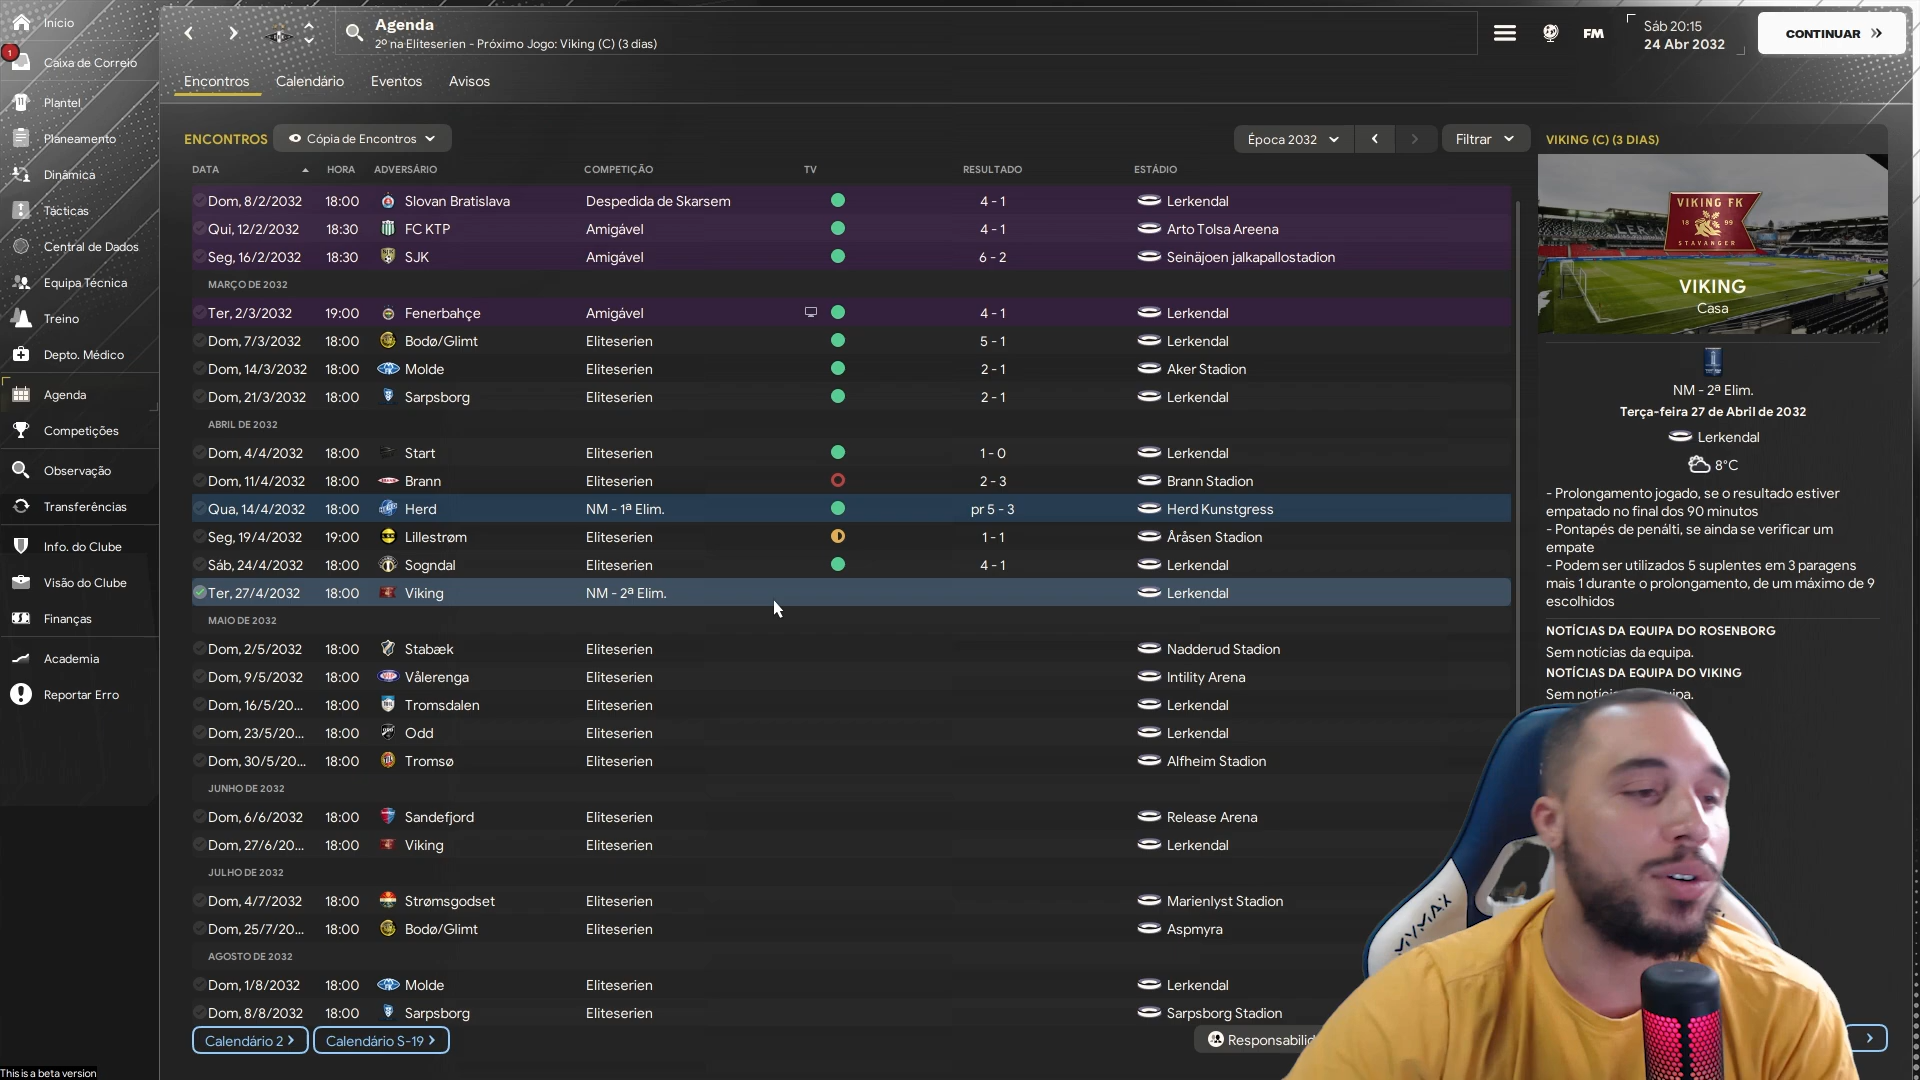 Início
1
Caixa de Correio
Plantel
Planeamento
Dinâmica
Tácticas
Central de Dados
Equipa Técnica
Treino
Depto. Médico
Agenda
Competições
Observação
Transferências
Info. do Clube
Visão do Clube
Finanças
Academia
Reportar Erro
This is a beta version
Agenda
2º na Eliteserien - Próximo Jogo: Viking (C) (3 dias)
FM
Sáb 20:15
24 Abr 2032
CONTINUAR
Encontros Calendário Eventos Avisos
ENCONTROS Cópia de Encontros Época 2032 Filtrar
DATA HORA ADVERSÁRIO COMPETIÇÃO TV RESULTADO ESTÁDIO
Dom, 8/2/2032 18:00 Slovan Bratislava Despedida de Skarsem 4 - 1 Lerkendal
Qui, 12/2/2032 18:30 FC KTP Amigável 4 - 1 Arto Tolsa Areena
Seg, 16/2/2032 18:30 SJK Amigável 6 - 2 Seinäjoen jalkapallostadion
MARÇO DE 2032
Ter, 2/3/2032 19:00 Fenerbahçe Amigável 4 - 1 Lerkendal
Dom, 7/3/2032 18:00 Bodø/Glimt Eliteserien 5 - 1 Lerkendal
Dom, 14/3/2032 18:00 Molde Eliteserien 2 - 1 Aker Stadion
Dom, 21/3/2032 18:00 Sarpsborg Eliteserien 2 - 1 Lerkendal
ABRIL DE 2032
Dom, 4/4/2032 18:00 Start Eliteserien 1 - 0 Lerkendal
Dom, 11/4/2032 18:00 Brann Eliteserien 2 - 3 Brann Stadion
Qua, 14/4/2032 18:00 Herd NM - 1ª Elim. pr 5 - 3 Herd Kunstgress
Seg, 19/4/2032 19:00 Lillestrøm Eliteserien 1 - 1 Åråsen Stadion
Sáb, 24/4/2032 18:00 Sogndal Eliteserien 4 - 1 Lerkendal
Ter, 27/4/2032 18:00 Viking NM - 2ª Elim. Lerkendal
MAIO DE 2032
Dom, 2/5/2032 18:00 Stabæk Eliteserien Nadderud Stadion
Dom, 9/5/2032 18:00 Vålerenga Eliteserien Intility Arena
Dom, 16/5/20... 18:00 Tromsdalen Eliteserien Lerkendal
Dom, 23/5/20... 18:00 Odd Eliteserien Lerkendal
Dom, 30/5/20... 18:00 Tromsø Eliteserien Alfheim Stadion
JUNHO DE 2032
Dom, 6/6/2032 18:00 Sandefjord Eliteserien Release Arena
Dom, 27/6/20... 18:00 Viking Eliteserien Lerkendal
JULHO DE 2032
Dom, 4/7/2032 18:00 Strømsgodset Eliteserien Marienlyst Stadion
Dom, 25/7/20... 18:00 Bodø/Glimt Eliteserien Aspmyra
AGOSTO DE 2032
Dom, 1/8/2032 18:00 Molde Eliteserien Lerkendal
Dom, 8/8/2032 18:00 Sarpsborg Eliteserien Sarpsborg Stadion
Calendário 2 Calendário S-19 Responsabilid
VIKING (C) (3 DIAS)
VIKING FK
18 99
STAVANGER
VIKING
Casa
NM - 2ª Elim.
Terça-feira 27 de Abril de 2032
Lerkendal
8°C
- Prolongamento jogado, se o resultado estiver
empatado no final dos 90 minutos
- Pontapés de penálti, se ainda se verificar um
empate
- Podem ser utilizados 5 suplentes em 3 paragens
mais 1 durante o prolongamento, de um máximo de 9
escolhidos
NOTÍCIAS DA EQUIPA DO ROSENBORG
Sem notícias da equipa.
NOTÍCIAS DA EQUIPA DO VIKING
Sem